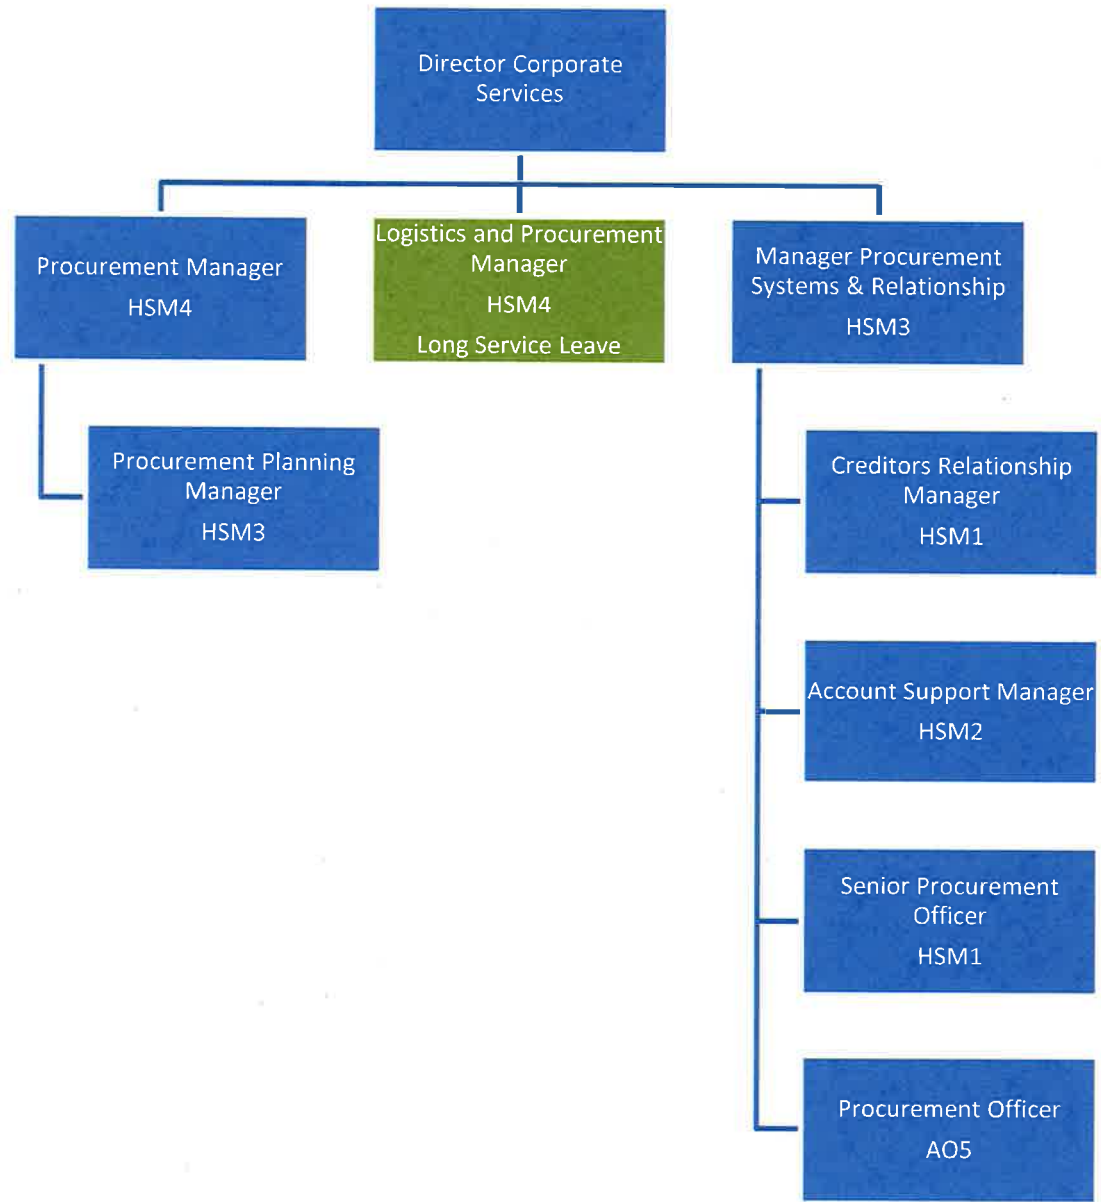 Director Corporate
Services
Procurement Manager
HSM4
Logistics and Procurement
Manager
HSM4
Long Service Leave
Manager Procurement
Systems & Relationship
HSM3
Procurement Planning
Manager
HSM3
Creditors Relationship
Manager
HSM1
Account Support Manager
HSM2
Senior Procurement
Officer
HSM1
Procurement Officer
AO5